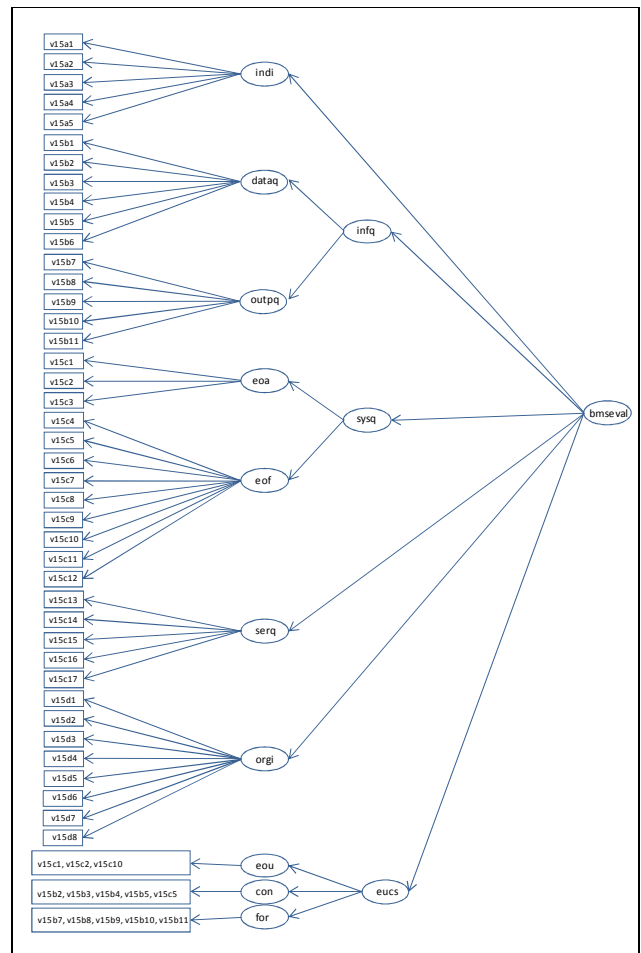 v15a1
v15a2
v15a3
v15a4
v15a5
indi
v15b1
v15b2
v15b3
v15b4
v15b5
v15b6
dataq
infq
v15b7
v15b8
v15b9
v15b10
v15b11
outpq
v15c1
v15c2
v15c3
eoa
sysq
bmseval
v15c4
v15c5
v15c6
v15c7
v15c8
v15c9
v15c10
v15c11
v15c12
eof
v15c13
v15c14
v15c15
v15c16
v15c17
serq
v15d1
v15d2
v15d3
v15d4
v15d5
v15d6
v15d7
v15d8
orgi
v15c1, v15c2, v15c10
eou
v15b2, v15b3, v15b4, v15b5, v15c5
con
eucs
v15b7, v15b8, v15b9, v15b10, v15b11
for